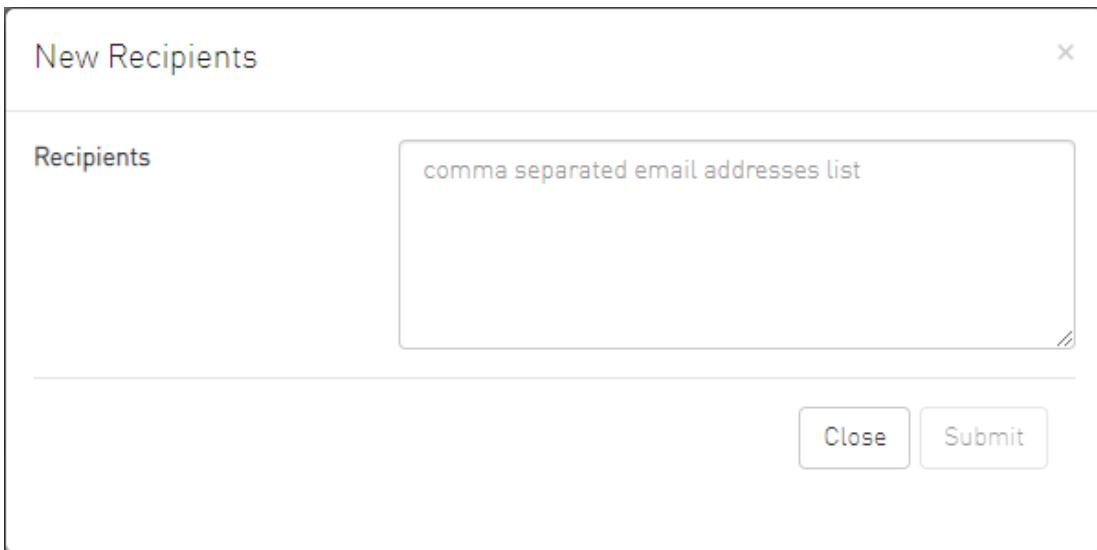 New Recipients ×
Recipients
comma separated email addresses list
Close Submit